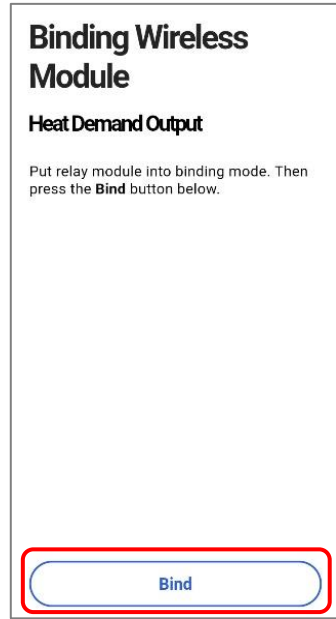 Binding Wireless
Module
Heat Demand Output
Put relay module into binding mode. Then
press the Bind button below.
Bind